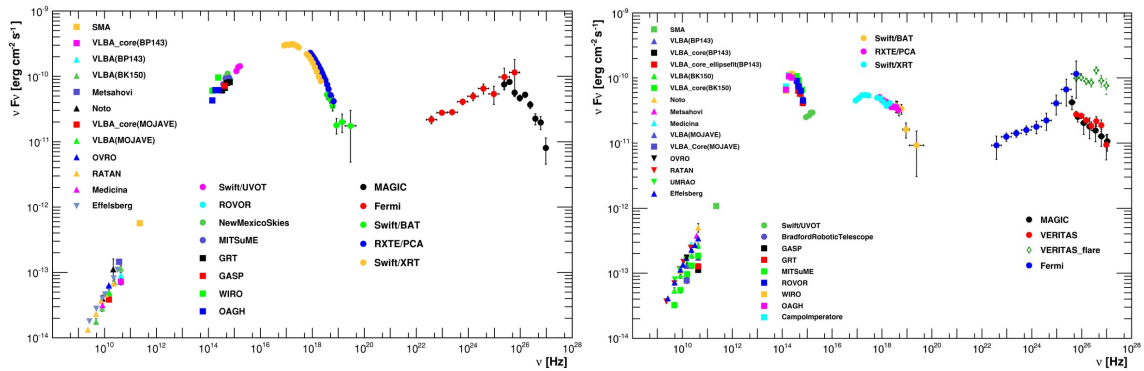 ν Fν [erg cm⁻² s⁻¹]
10⁻⁸
10⁻⁹
10⁻¹⁰
10⁻¹¹
10⁻¹²
10⁻¹³
10⁻¹⁴
SMA
VLBA_core(BP143)
VLBA(BP143)
VLBA(BK150)
Metsahovi
Noto
VLBA_core(MOJAVE)
VLBA(MOJAVE)
OVRO
RATAN
Medicina
Effelsberg
Swift/UVOT
ROVOR
NewMexicoSkies
MITSuME
GRT
GASP
WIRO
OAGH
MAGIC
Fermi
Swift/BAT
RXTE/PCA
Swift/XRT
10¹⁰ 10¹² 10¹⁴ 10¹⁶ 10¹⁸ 10²⁰ 10²² 10²⁴ 10²⁶ 10²⁸
ν [Hz]
ν Fν [erg cm⁻² s⁻¹]
10⁻⁹
10⁻¹⁰
10⁻¹¹
10⁻¹²
10⁻¹³
10⁻¹⁴
SMA
VLBA(BP143)
VLBA_core(BP143)
VLBA_core_ellipsefit(BP143)
VLBA(BK150)
VLBA_core(BK150)
Noto
Metsahovi
Medicina
VLBA(MOJAVE)
VLBA_Core(MOJAVE)
OVRO
RATAN
UMRAO
Effelsberg
Swift/BAT
RXTE/PCA
Swift/XRT
Swift/UVOT
BradfordRoboticTelescope
GASP
GRT
MITSuME
ROVOR
WIRO
OAGH
CampoImperatore
MAGIC
VERITAS
VERITAS_flare
Fermi
10¹⁰ 10¹² 10¹⁴ 10¹⁶ 10¹⁸ 10²⁰ 10²² 10²⁴ 10²⁶ 10²⁸
ν [Hz]